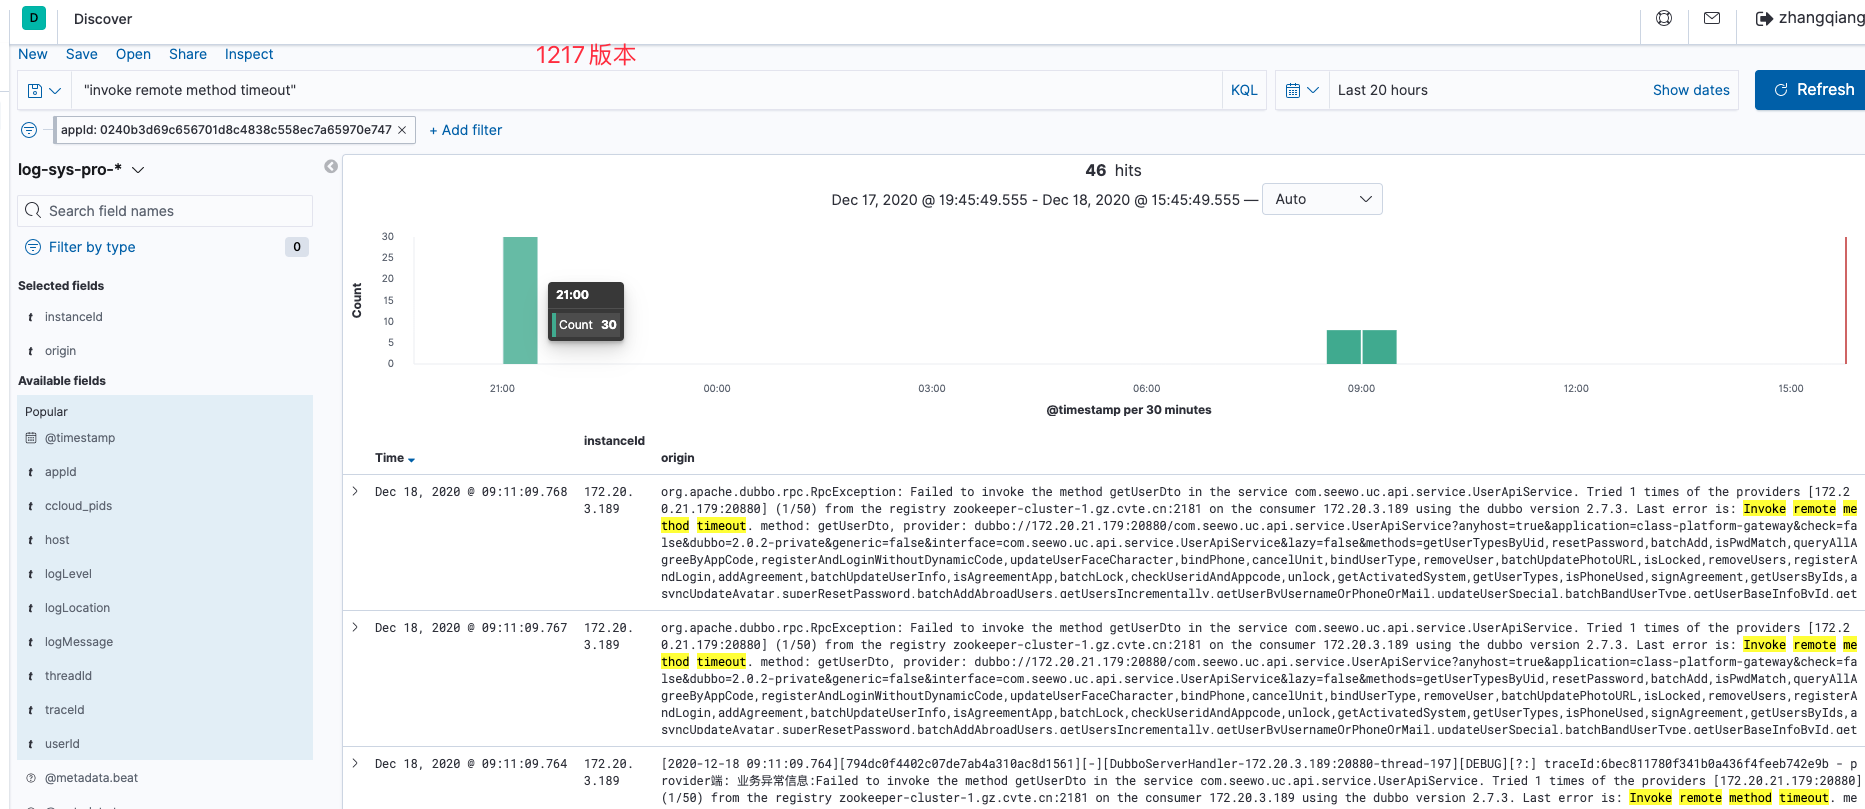 D
Discover
zhangqiang
New Save Open Share Inspect
1217 版本
"invoke remote method timeout"
KQL
Last 20 hours
Show dates
Refresh
appId: 0240b3d69c656701d8c4838c558ec7a65970e747 ×
+ Add filter
log-sys-pro-*
Search field names
Filter by type 0
Selected fields
t instanceId
t origin
Available fields
Popular
@timestamp
t appId
t ccloud_pids
t host
t logLevel
t logLocation
t logMessage
t threadId
t traceId
t userId
@metadata.beat
46 hits
Dec 17, 2020 @ 19:45:49.555 - Dec 18, 2020 @ 15:45:49.555 —
Auto
Count
30
25
20
15
10
5
0
21:00
Count 30
21:00 00:00 03:00 06:00 09:00 12:00 15:00
@timestamp per 30 minutes
Time
instanceId
origin
Dec 18, 2020 @ 09:11:09.768
172.20.
3.189
org.apache.dubbo.rpc.RpcException: Failed to invoke the method getUserDto in the service com.seewo.uc.api.service.UserApiService. Tried 1 times of the providers [172.2
0.21.179:20880] (1/50) from the registry zookeeper-cluster-1.gz.cvte.cn:2181 on the consumer 172.20.3.189 using the dubbo version 2.7.3. Last error is: Invoke remote me
thod timeout. method: getUserDto, provider: dubbo://172.20.21.179:20880/com.seewo.uc.api.service.UserApiService?anyhost=true&application=class-platform-gateway&check=fa
lse&dubbo=2.0.2-private&generic=false&interface=com.seewo.uc.api.service.UserApiService&lazy=false&methods=getUserTypesByUid,resetPassword,batchAdd,isPwdMatch,queryAllA
greeByAppCode,registerAndLoginWithoutDynamicCode,updateUserFaceCharacter,bindPhone,cancelUnit,bindUserType,removeUser,batchUpdatePhotoURL,isLocked,removeUsers,registerA
ndLogin,addAgreement,batchUpdateUserInfo,isAgreementApp,batchLock,checkUseridAndAppcode,unlock,getActivatedSystem,getUserTypes,isPhoneUsed,signAgreement,getUsersByIds,a
syncUpdateAvatar,superResetPassword,batchAddAbroadUsers,getUsersIncrementally,getUserByUsernameOrPhoneOrMail,updateUserSpecial,batchBandUserType,getUserBaseInfoById,get
Dec 18, 2020 @ 09:11:09.767
172.20.
3.189
org.apache.dubbo.rpc.RpcException: Failed to invoke the method getUserDto in the service com.seewo.uc.api.service.UserApiService. Tried 1 times of the providers [172.2
0.21.179:20880] (1/50) from the registry zookeeper-cluster-1.gz.cvte.cn:2181 on the consumer 172.20.3.189 using the dubbo version 2.7.3. Last error is: Invoke remote me
thod timeout. method: getUserDto, provider: dubbo://172.20.21.179:20880/com.seewo.uc.api.service.UserApiService?anyhost=true&application=class-platform-gateway&check=fa
lse&dubbo=2.0.2-private&generic=false&interface=com.seewo.uc.api.service.UserApiService&lazy=false&methods=getUserTypesByUid,resetPassword,batchAdd,isPwdMatch,queryAllA
greeByAppCode,registerAndLoginWithoutDynamicCode,updateUserFaceCharacter,bindPhone,cancelUnit,bindUserType,removeUser,batchUpdatePhotoURL,isLocked,removeUsers,registerA
ndLogin,addAgreement,batchUpdateUserInfo,isAgreementApp,batchLock,checkUseridAndAppcode,unlock,getActivatedSystem,getUserTypes,isPhoneUsed,signAgreement,getUsersByIds,a
syncUpdateAvatar,superResetPassword,batchAddAbroadUsers,getUsersIncrementally,getUserByUsernameOrPhoneOrMail,updateUserSpecial,batchBandUserType,getUserBaseInfoById,get
Dec 18, 2020 @ 09:11:09.764
172.20.
3.189
[2020-12-18 09:11:09.764][794dc0f4402c07de7ab4a310ac8d1561][-][DubboServerHandler-172.20.3.189:20880-thread-197][DEBUG][?:] traceId:6bec811780f341b0a436f4feeb742e9b - p
rovider端: 业务异常信息:Failed to invoke the method getUserDto in the service com.seewo.uc.api.service.UserApiService. Tried 1 times of the providers [172.20.21.179:20880]
(1/50) from the registry zookeeper-cluster-1.gz.cvte.cn:2181 on the consumer 172.20.3.189 using the dubbo version 2.7.3. Last error is: Invoke remote method timeout. me